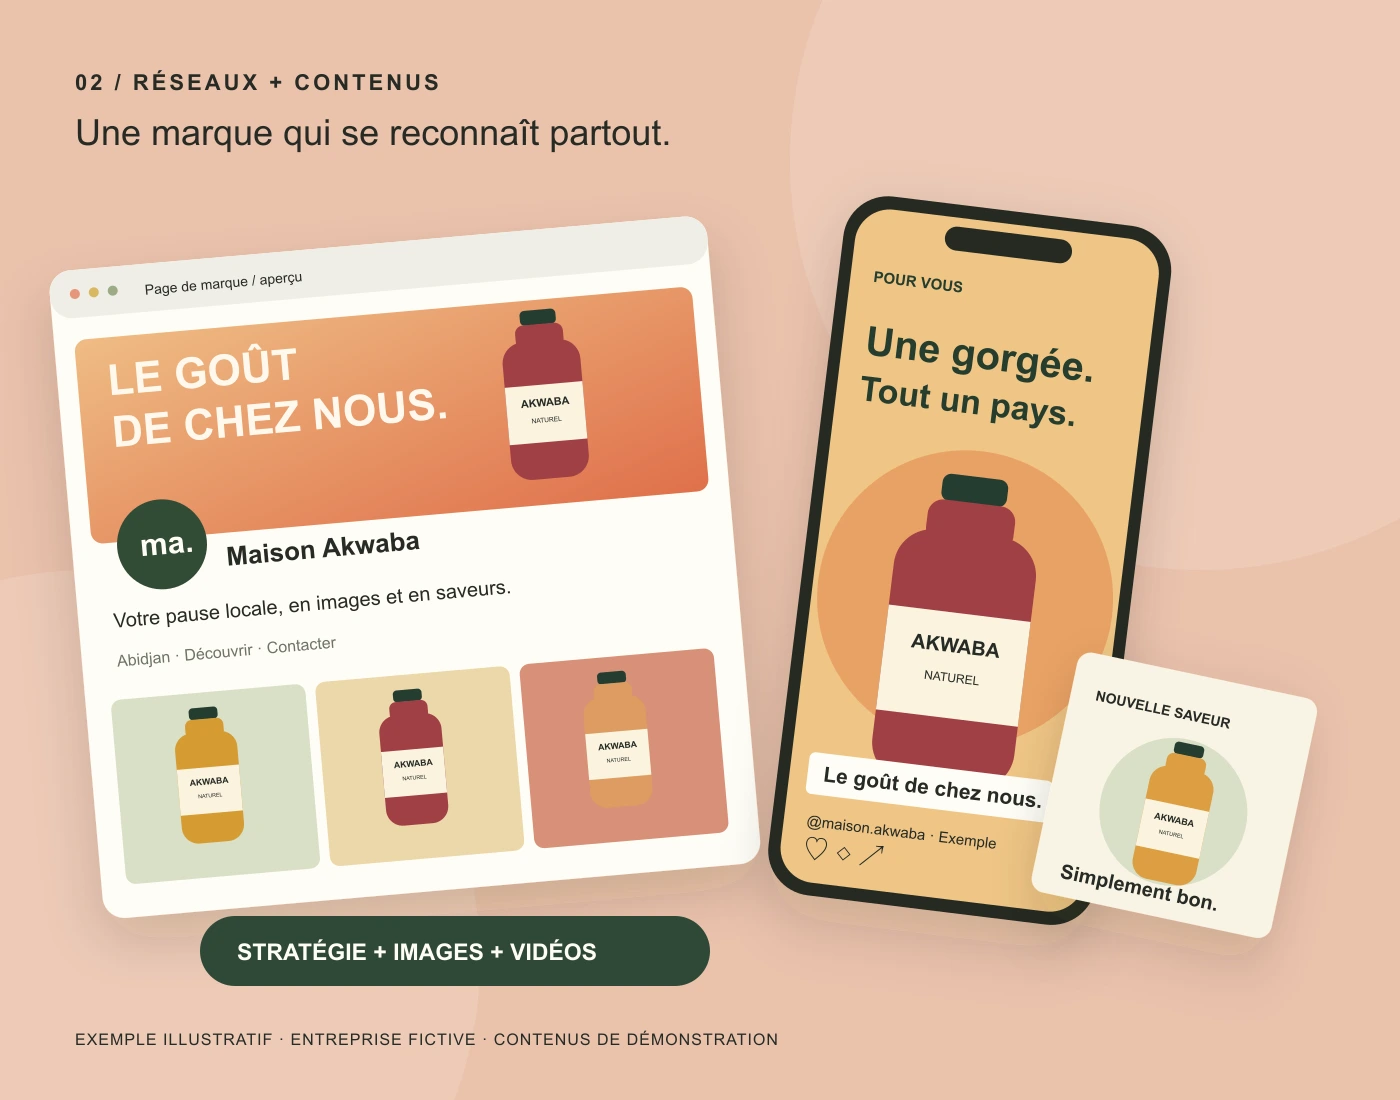 02 / RÉSEAUX + CONTENUS
Une marque qui se reconnaît partout.
Page de marque / aperçu
LE GOÛT
DE CHEZ NOUS.
AKWABA
NATUREL
ma.
Maison Akwaba
Votre pause locale, en images et en saveurs.
Abidjan · Découvrir · Contacter
AKWABA
NATUREL
AKWABA
NATUREL
AKWABA
NATUREL
POUR VOUS
Une gorgée.
Tout un pays.
AKWABA
NATUREL
Le goût de chez nous.
@maison.akwaba · Exemple
NOUVELLE SAVEUR
AKWABA
NATUREL
Simplement bon.
STRATÉGIE + IMAGES + VIDÉOS
EXEMPLE ILLUSTRATIF · ENTREPRISE FICTIVE · CONTENUS DE DÉMONSTRATION